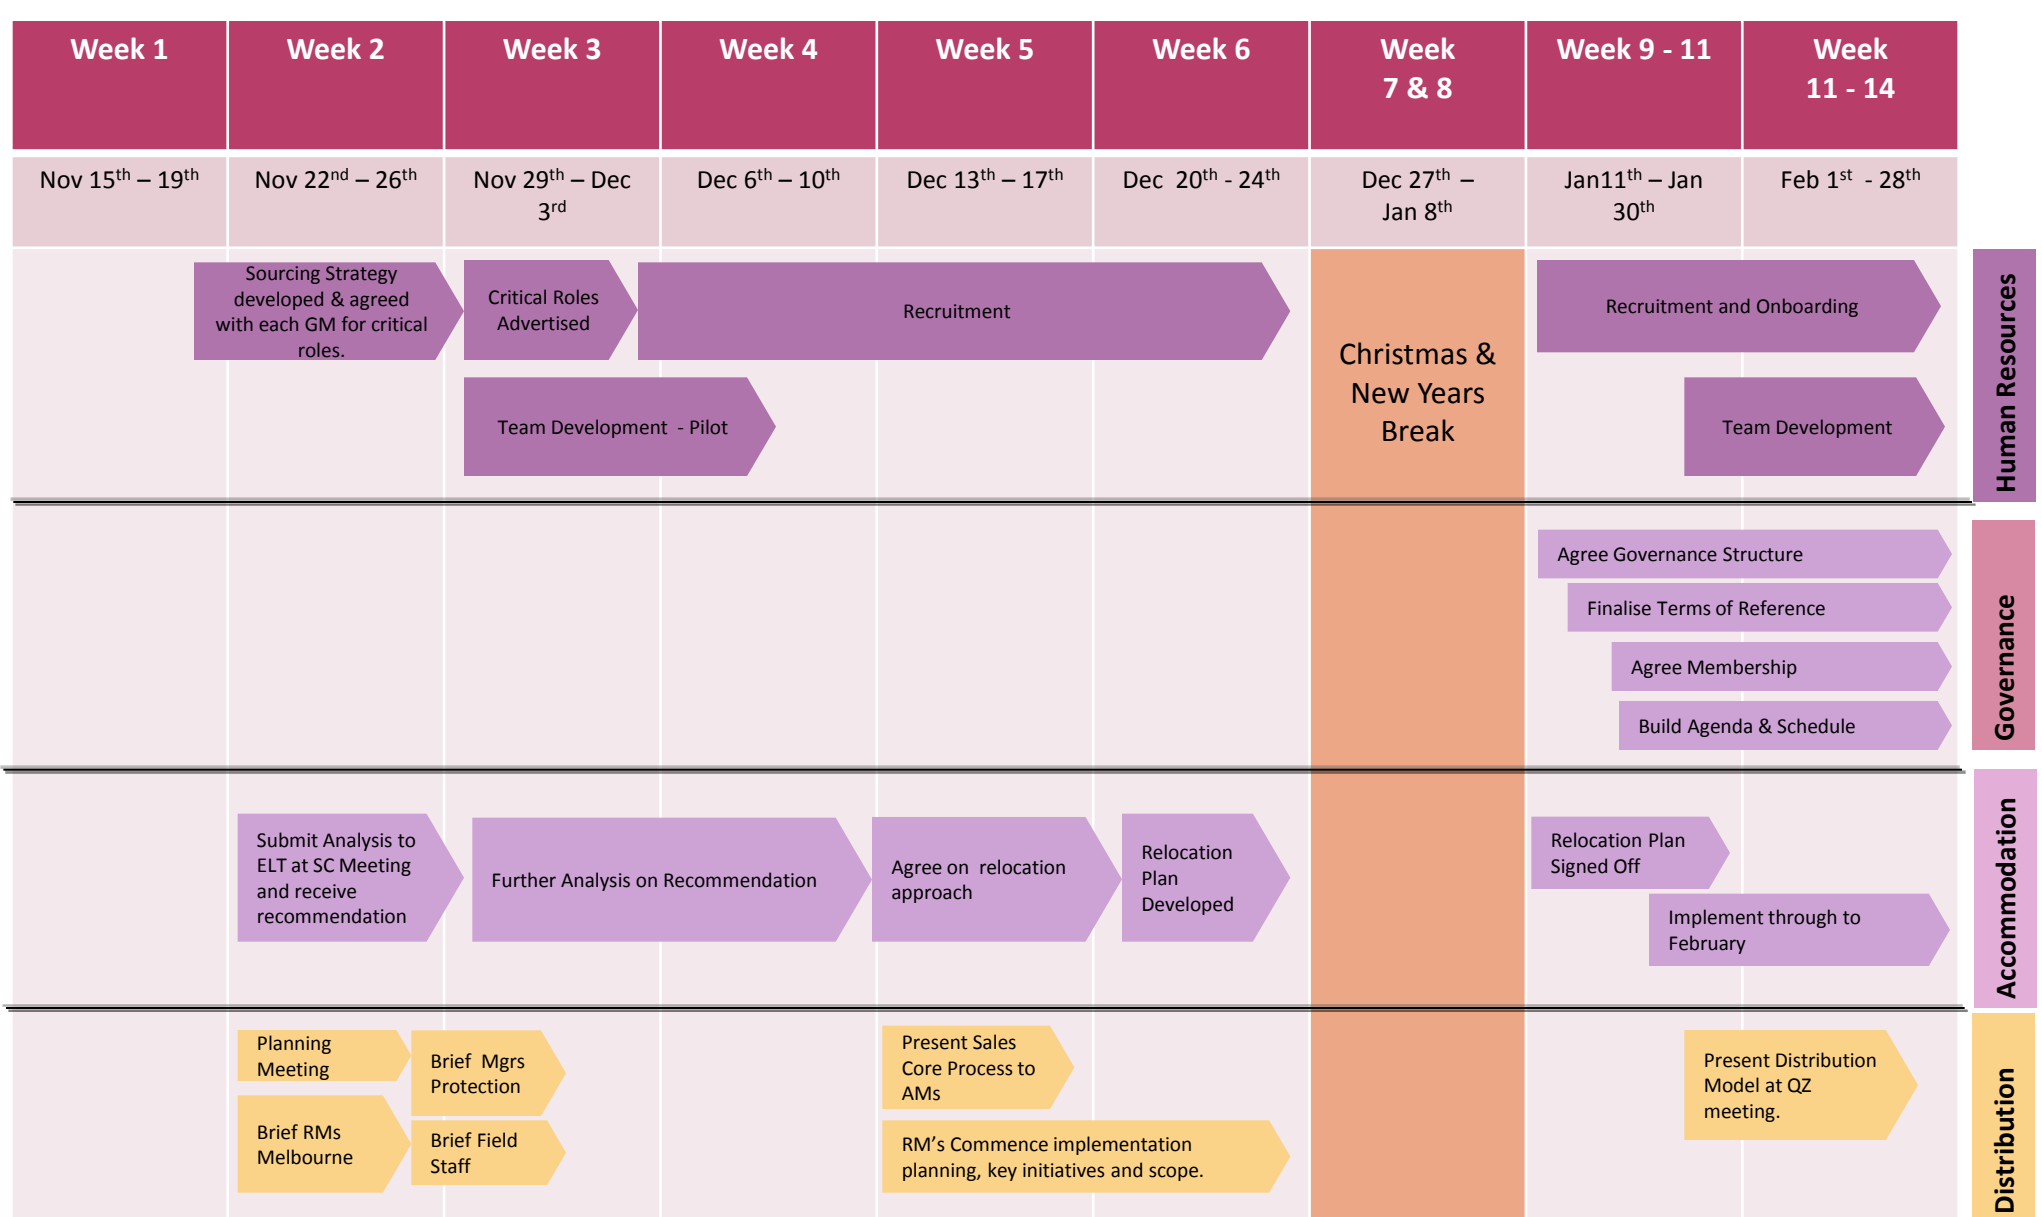 Week 1
Week 2
Week 3
Week 4
Week 5
Week 6
Week
7 & 8
Week 9 - 11
Week
11 - 14
Nov 15th – 19th
Nov 22nd – 26th
Nov 29th – Dec
3rd
Dec 6th – 10th
Dec 13th – 17th
Dec 20th - 24th
Dec 27th –
Jan 8th
Jan11th – Jan
30th
Feb 1st - 28th
Sourcing Strategy
developed & agreed
with each GM for critical
roles.
Critical Roles
Advertised
Recruitment
Team Development - Pilot
Christmas &
New Years
Break
Recruitment and Onboarding
Team Development
Human Resources
Agree Governance Structure
Finalise Terms of Reference
Agree Membership
Build Agenda & Schedule
Governance
Submit Analysis to
ELT at SC Meeting
and receive
recommendation
Further Analysis on Recommendation
Agree on relocation
approach
Relocation
Plan
Developed
Relocation Plan
Signed Off
Implement through to
February
Accommodation
Planning
Meeting
Brief RMs
Melbourne
Brief Mgrs
Protection
Brief Field
Staff
Present Sales
Core Process to
AMs
RM’s Commence implementation
planning, key initiatives and scope.
Present Distribution
Model at QZ
meeting.
Distribution